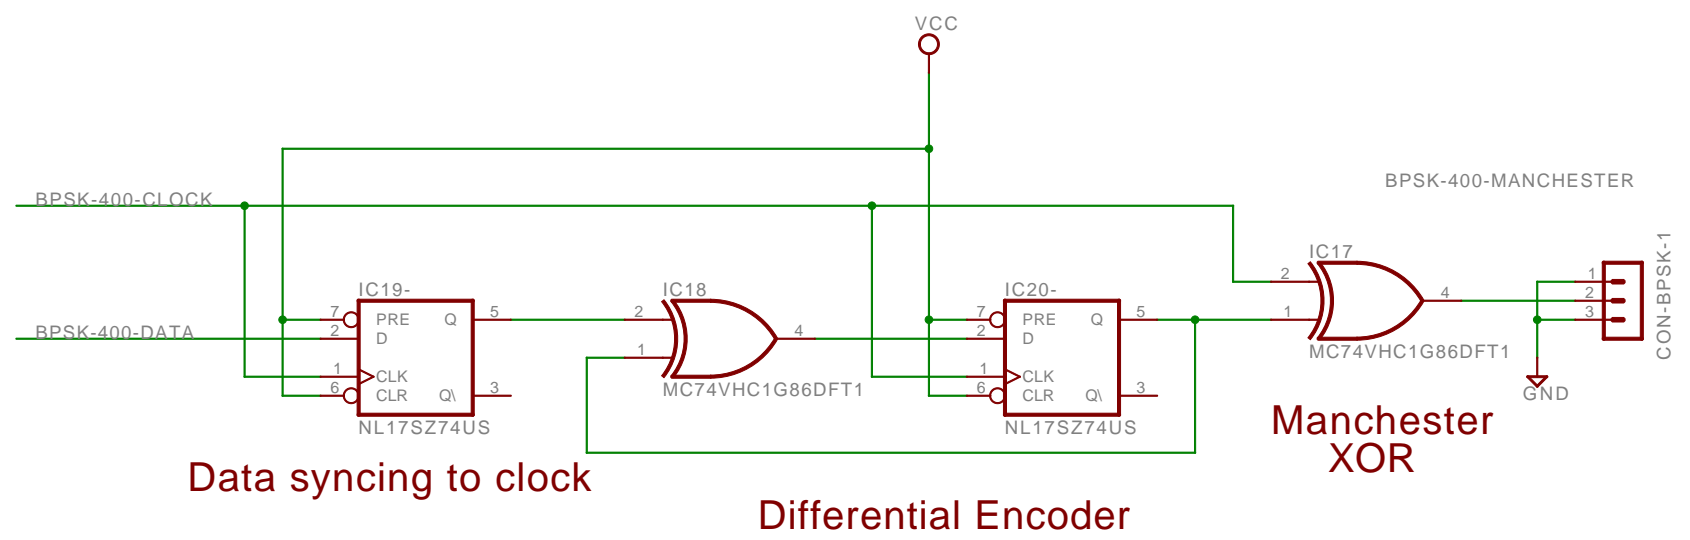 VCC
BPSK-400-MANCHESTER
BPSK-400-CLOCK
BPSK-400-DATA
IC19-
7 PRE Q 5
2 D
1 CLK
6 CLR Q\ 3
NL17SZ74US
Data syncing to clock
IC18
2
1
4
MC74VHC1G86DFT1
IC20-
7 PRE Q 5
2 D
1 CLK
6 CLR Q\ 3
NL17SZ74US
Differential Encoder
IC17
2
1
4
MC74VHC1G86DFT1
Manchester
XOR
1
2
3
CON-BPSK-1
GND